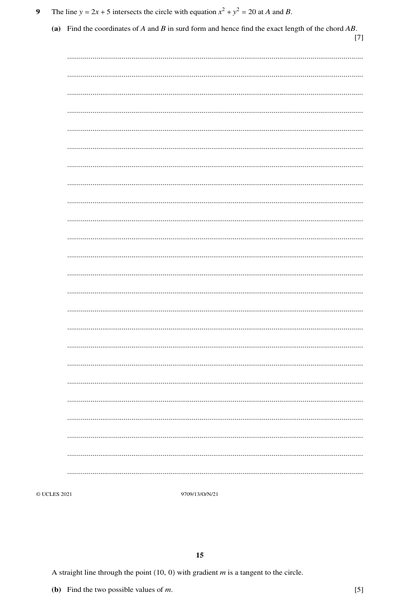 9 The line y = 2x + 5 intersects the circle with equation x² + y² = 20 at A and B.
(a) Find the coordinates of A and B in surd form and hence find the exact length of the chord AB.
[7]
© UCLES 2021 9709/13/O/N/21
15
A straight line through the point (10, 0) with gradient m is a tangent to the circle.
(b) Find the two possible values of m. [5]